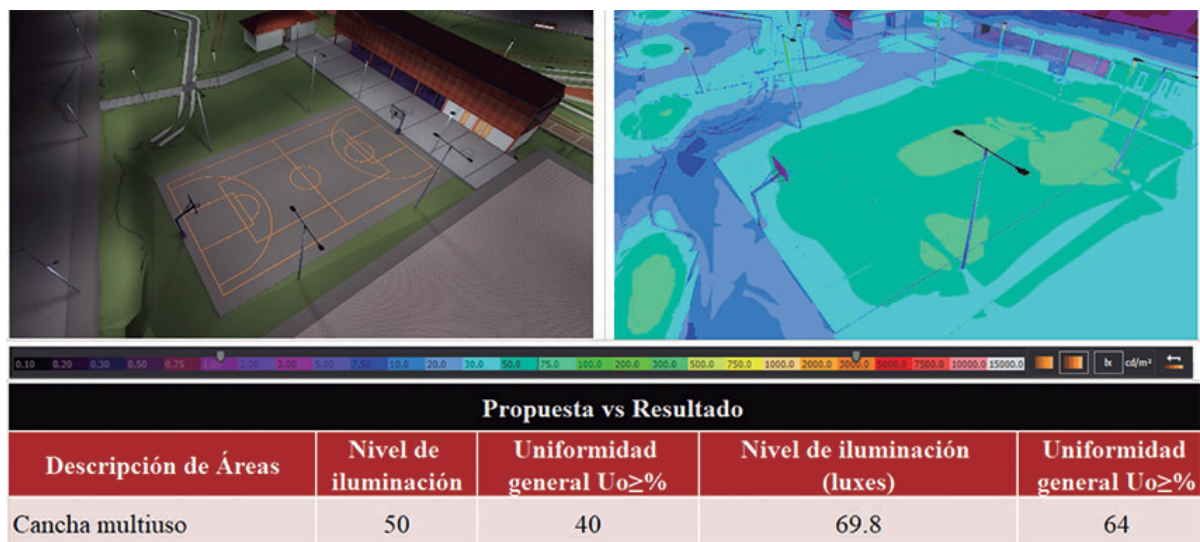 0.10 0.20 0.30 0.50 0.75 1.00 2.00 3.00 5.00 7.50 10.0 20.0 30.0 50.0 75.0 100.0 200.0 300.0 500.0 750.0 1000.0 2000.0 3000.0 5000.0 7500.0 10000.0 15000.0 lx cd/m²
Propuesta vs Resultado
Descripción de Áreas Nivel de iluminación Uniformidad general Uo≥% Nivel de iluminación (luxes) Uniformidad general Uo≥%
Cancha multiuso 50 40 69.8 64